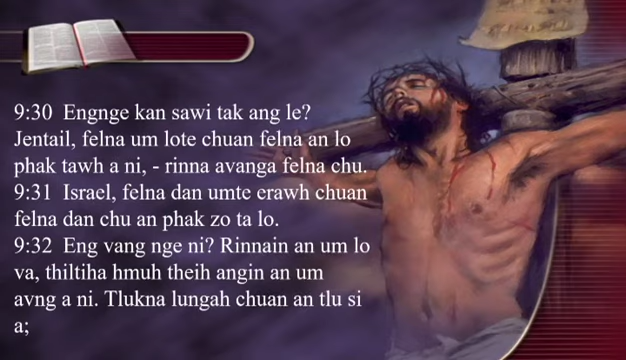 9:30  Engnge kan sawi tak ang le?
Jentail, felna um lote chuan felna an lo
phak tawh a ni, - rinna avanga felna chu.
9:31  Israel, felna dan umte erawh chuan
felna dan chu an phak zo ta lo.
9:32  Eng vang nge ni? Rinnain an um lo
va, thiltiha hmuh theih angin an um
avng a ni. Tlukna lungah chuan an tlu si
a;